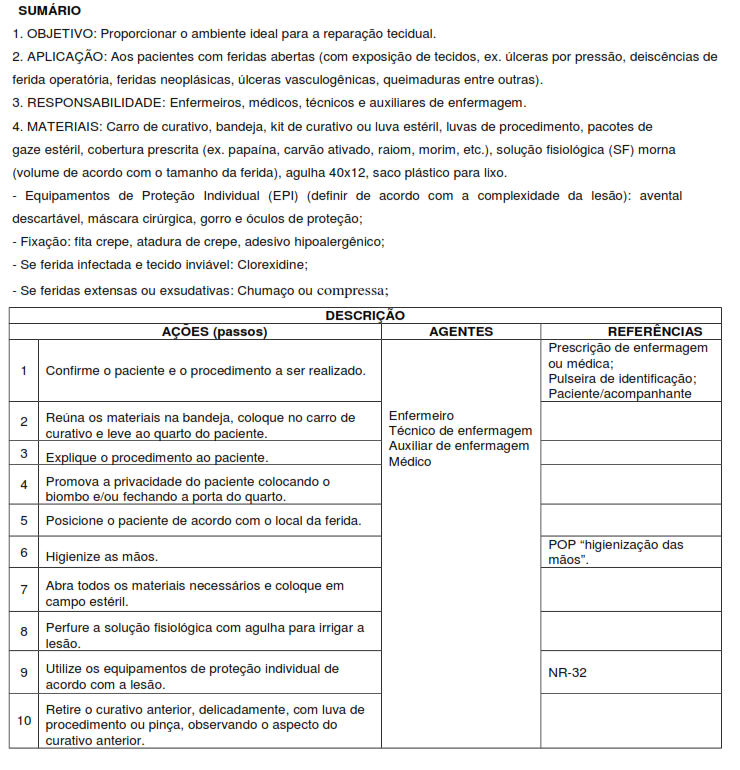 SUMÁRIO
1. OBJETIVO: Proporcionar o ambiente ideal para a reparação tecidual.
2. APLICAÇÃO: Aos pacientes com feridas abertas (com exposição de tecidos, ex. úlceras por pressão, deiscências de
ferida operatória, feridas neoplásicas, úlceras vasculogênicas, queimaduras entre outras).
3. RESPONSABILIDADE: Enfermeiros, médicos, técnicos e auxiliares de enfermagem.
4. MATERIAIS: Carro de curativo, bandeja, kit de curativo ou luva estéril, luvas de procedimento, pacotes de
gaze estéril, cobertura prescrita (ex. papaína, carvão ativado, raiom, morim, etc.), solução fisiológica (SF) morna
(volume de acordo com o tamanho da ferida), agulha 40x12, saco plástico para lixo.
- Equipamentos de Proteção Individual (EPI) (definir de acordo com a complexidade da lesão): avental
descartável, máscara cirúrgica, gorro e óculos de proteção;
- Fixação: fita crepe, atadura de crepe, adesivo hipoalergênico;
- Se ferida infectada e tecido inviável: Clorexidine;
- Se feridas extensas ou exsudativas: Chumaço ou compressa;
DESCRIÇÃO
AÇÕES (passos) AGENTES REFERÊNCIAS
1 Confirme o paciente e o procedimento a ser realizado.
Prescrição de enfermagem
ou médica;
Pulseira de identificação;
Paciente/acompanhante
Enfermeiro
Técnico de enfermagem
Auxiliar de enfermagem
Médico
2 Reúna os materiais na bandeja, coloque no carro de
curativo e leve ao quarto do paciente.
3 Explique o procedimento ao paciente.
4 Promova a privacidade do paciente colocando o
biombo e/ou fechando a porta do quarto.
5 Posicione o paciente de acordo com o local da ferida.
6 Higienize as mãos.
POP “higienização das
mãos”.
7 Abra todos os materiais necessários e coloque em
campo estéril.
8 Perfure a solução fisiológica com agulha para irrigar a
lesão.
9 Utilize os equipamentos de proteção individual de
acordo com a lesão.
NR-32
10 Retire o curativo anterior, delicadamente, com luva de
procedimento ou pinça, observando o aspecto do
curativo anterior.